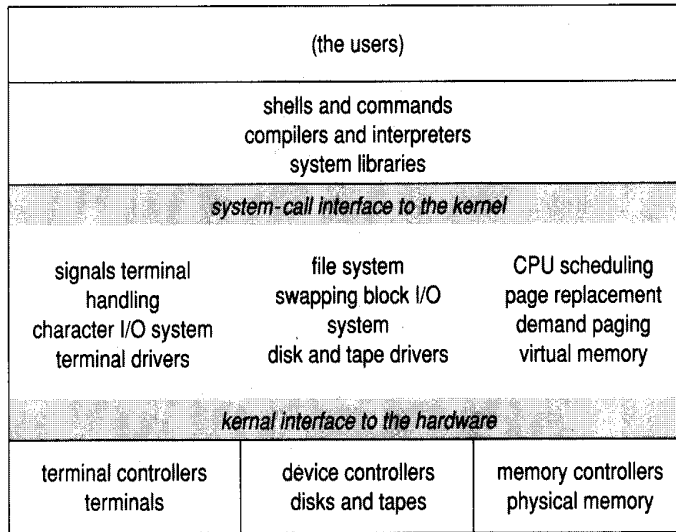 (the users)
shells and commands
compilers and interpreters
system libraries
system-call interface to the kernel
signals terminal
handling
character I/O system
terminal drivers
file system
swapping block I/O
system
disk and tape drivers
CPU scheduling
page replacement
demand paging
virtual memory
kernal interface to the hardware
terminal controllers
terminals
device controllers
disks and tapes
memory controllers
physical memory